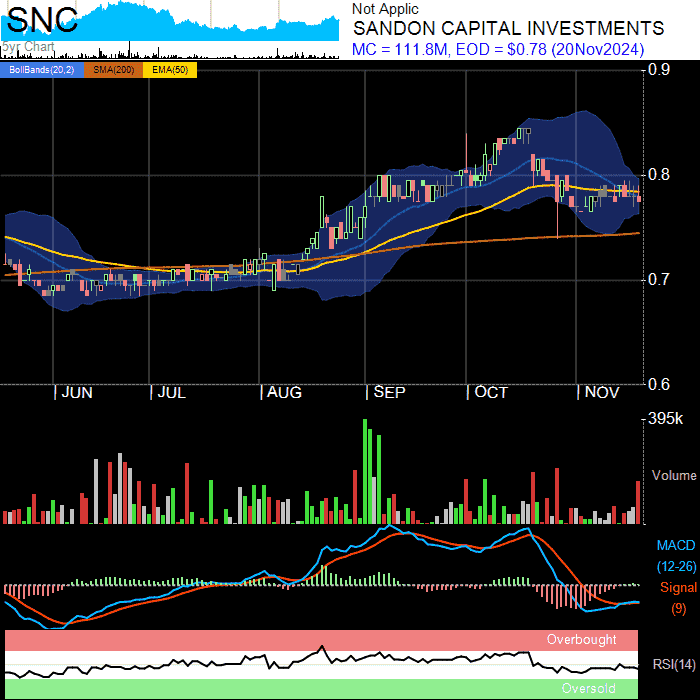 SNC
5yr Chart
Not Applic
SANDON CAPITAL INVESTMENTS
MC = 111.8M, EOD = $0.78 (20Nov2024)
BollBands(20,2) SMA(200) EMA(50)
0.9
0.8
0.7
0.6
JUN JUL AUG SEP OCT NOV
395k
Volume
MACD
(12-26)
Signal
(9)
Overbought
RSI(14)
Oversold